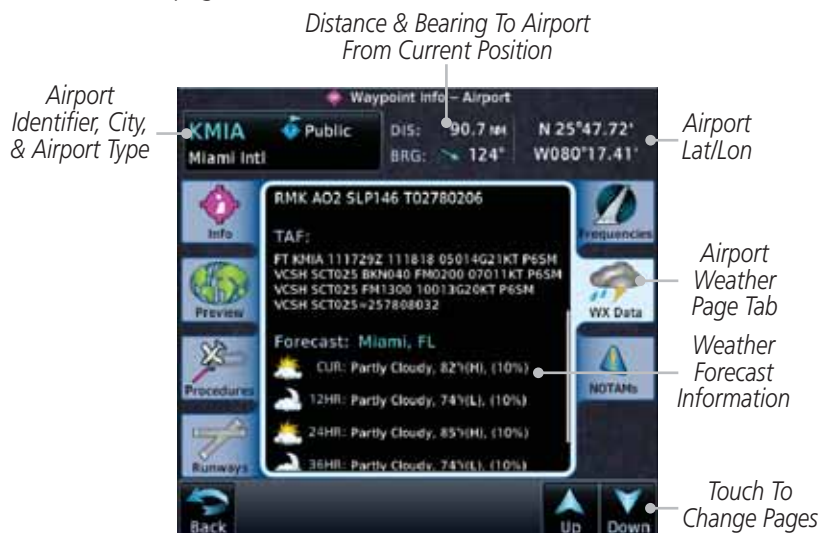 Distance & Bearing To Airport
From Current Position
Airport
Identifier, City,
& Airport Type
Waypoint Info – Airport
KMIA Public
Miami Intl
DIS: 90.7 NM
BRG: 124°
N 25°47.72'
W080°17.41'
Airport
Lat/Lon
Info
Preview
Procedures
Runways
RMK AO2 SLP146 T02780206
TAF:
FT KMIA 111729Z 111818 05014G21KT P6SM
VCSH SCT025 BKN040 FM0200 07011KT P6SM
VCSH SCT025 FM1300 10013G20KT P6SM
VCSH SCT025=257808032
Forecast: Miami, FL
CUR: Partly Cloudy, 82°(H), (10%)
12HR: Partly Cloudy, 74°(L), (10%)
24HR: Partly Cloudy, 85°(H), (10%)
36HR: Partly Cloudy, 74°(L), (10%)
Frequencies
WX Data
NOTAMs
Airport
Weather
Page Tab
Weather
Forecast
Information
Back
Up
Down
Touch To
Change Pages